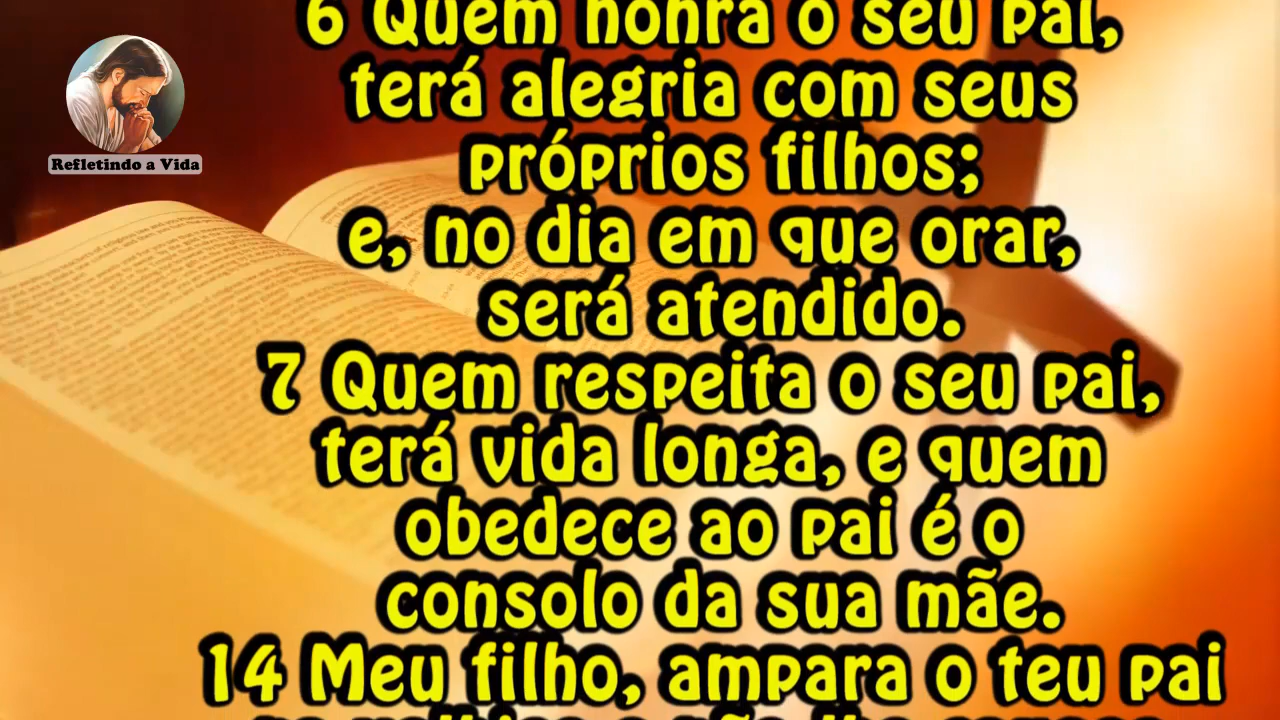 6 Quem honra o seu pai,
terá alegria com seus
próprios filhos;
e, no dia em que orar,
será atendido.
7 Quem respeita o seu pai,
terá vida longa, e quem
obedece ao pai é o
consolo da sua mãe.
14 Meu filho, ampara o teu pai
Refletindo a Vida